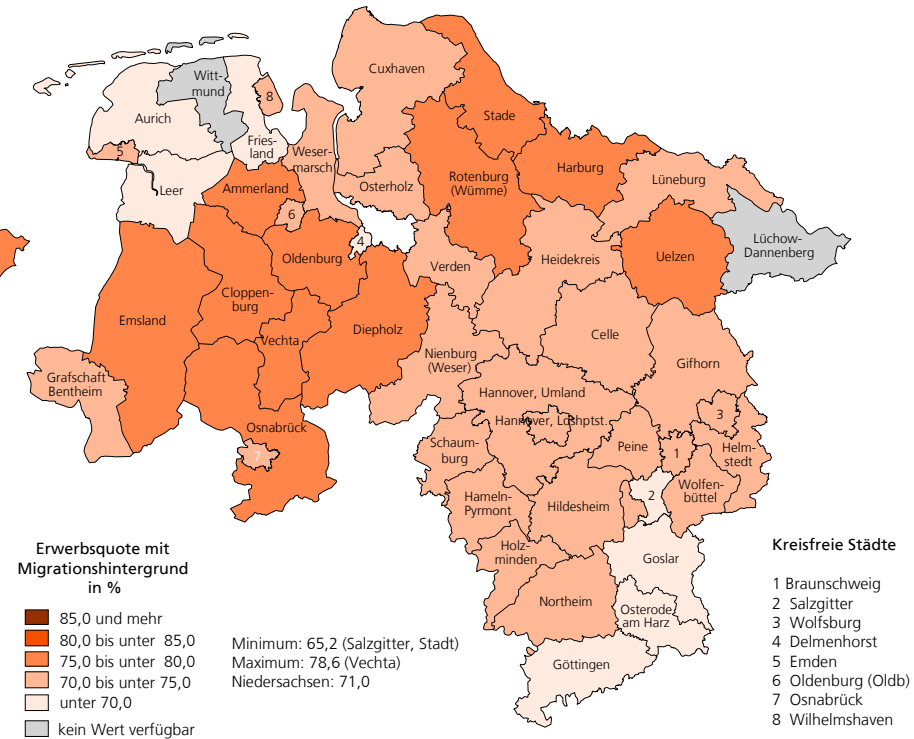 Cuxhaven
Witt-
mund
8
Aurich
Stade
Fries-
land
5
Weser-
marsch
Harburg
Rotenburg
(Wümme)
Lüneburg
Osterholz
Leer
Ammerland
6
4
Lüchow-
Dannenberg
Oldenburg
Heidekreis
Uelzen
Verden
Cloppen-
burg
Emsland
Diepholz
Celle
Vechta
Nienburg
(Weser)
Gifhorn
Grafschaft
Bentheim
Hannover, Umland
3
Hannover, Ldshptst.
Osnabrück
Schaum-
burg
Peine
1
Helm-
stedt
7
Wolfen-
büttel
2
Hameln-
Pyrmont
Hildesheim
Holz-
minden
Goslar
Northeim
Osterode
am Harz
Göttingen
Erwerbsquote mit
Migrationshintergrund
in %
85,0 und mehr
80,0 bis unter 85,0
75,0 bis unter 80,0
70,0 bis unter 75,0
unter 70,0
kein Wert verfügbar
Minimum: 65,2 (Salzgitter, Stadt)
Maximum: 78,6 (Vechta)
Niedersachsen: 71,0
Kreisfreie Städte
1 Braunschweig
2 Salzgitter
3 Wolfsburg
4 Delmenhorst
5 Emden
6 Oldenburg (Oldb)
7 Osnabrück
8 Wilhelmshaven